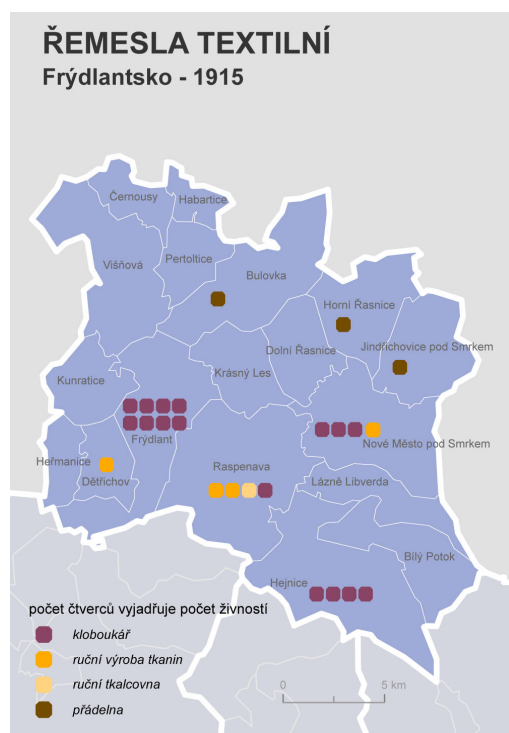 ŘEMESLA TEXTILNÍ
Frýdlantsko - 1915
Černousy
Habartice
Višňová
Pertoltice
Bulovka
Horní Řasnice
Jindřichovice pod Smrkem
Dolní Řasnice
Krásný Les
Kunratice
Frýdlant
Nové Město pod Smrkem
Heřmanice
Dětřichov
Raspenava
Lázně Libverda
Bílý Potok
Hejnice
počet čtverců vyjadřuje počet živností
kloboukář
ruční výroba tkanin
ruční tkalcovna
přádelna
0 5 km